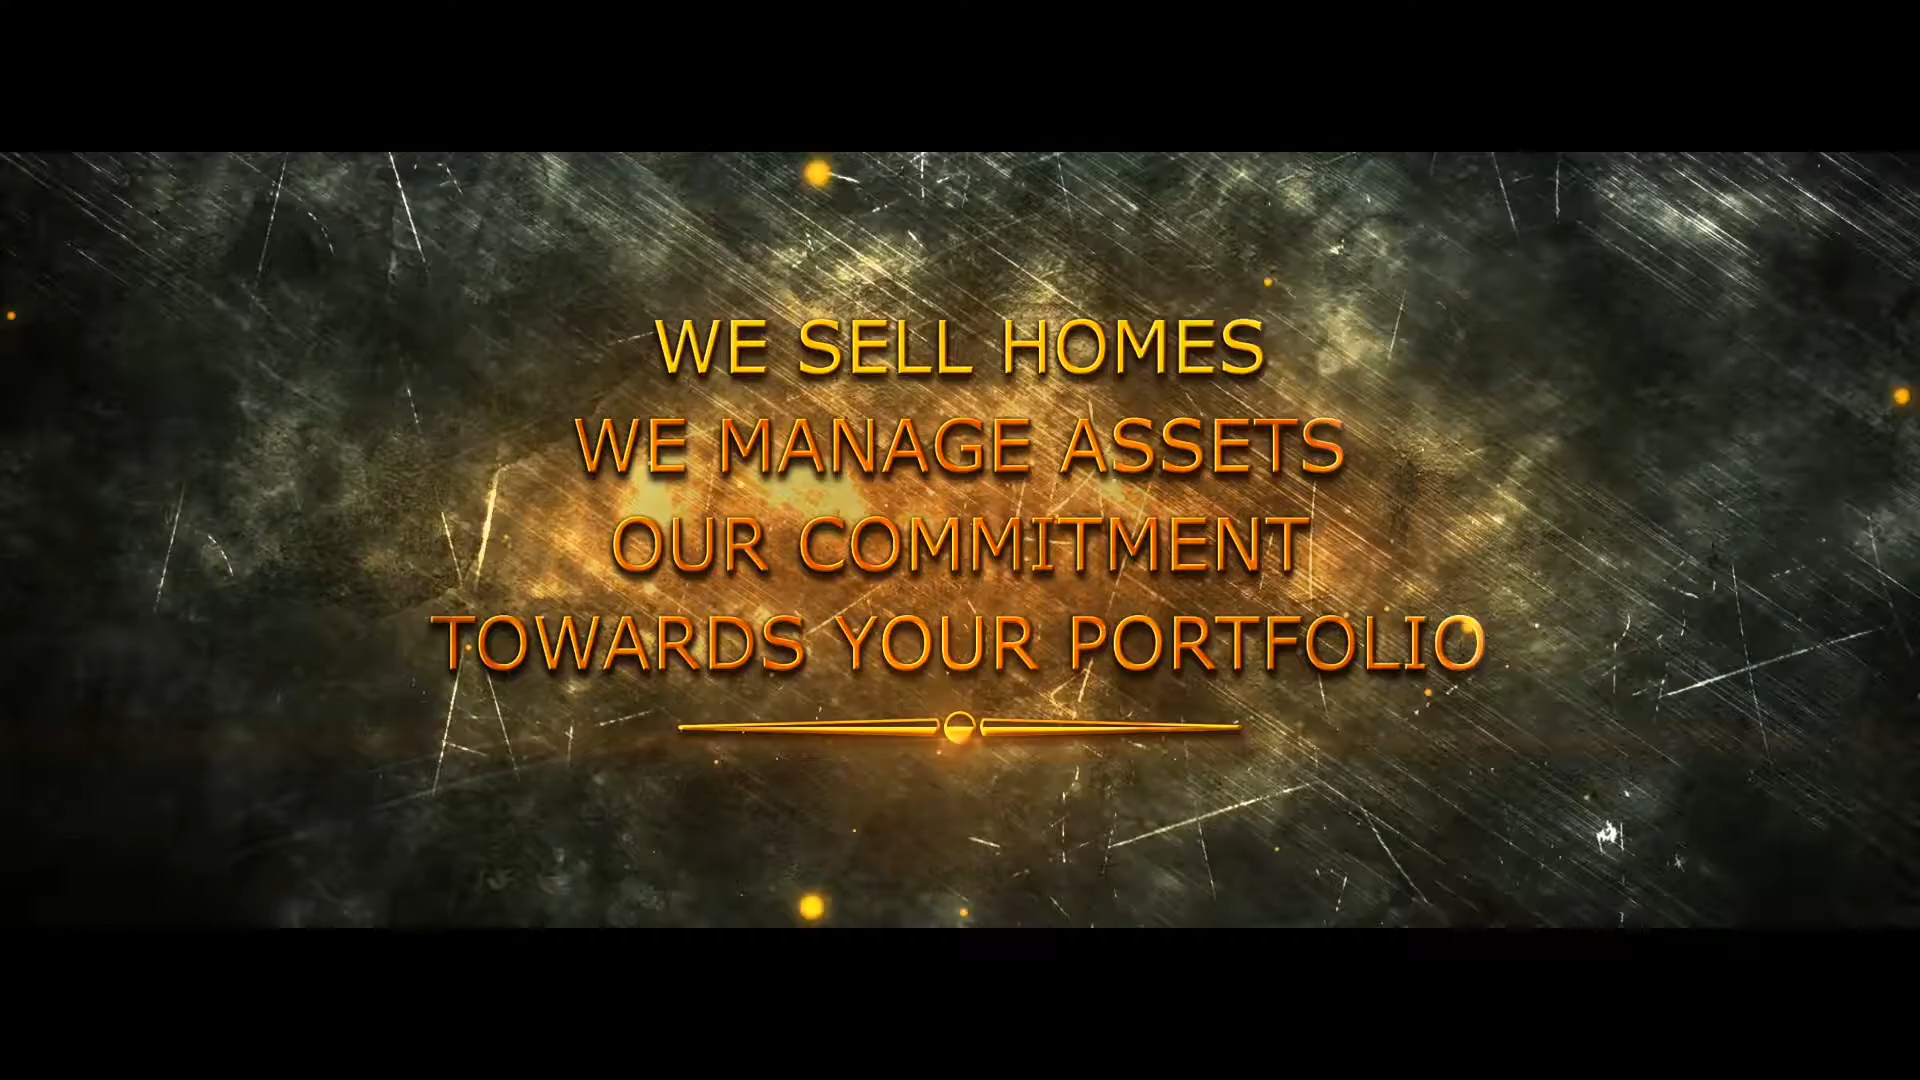 WE SELL HOMES
WE MANAGE ASSETS
OUR COMMITMENT
TOWARDS YOUR PORTFOLIO